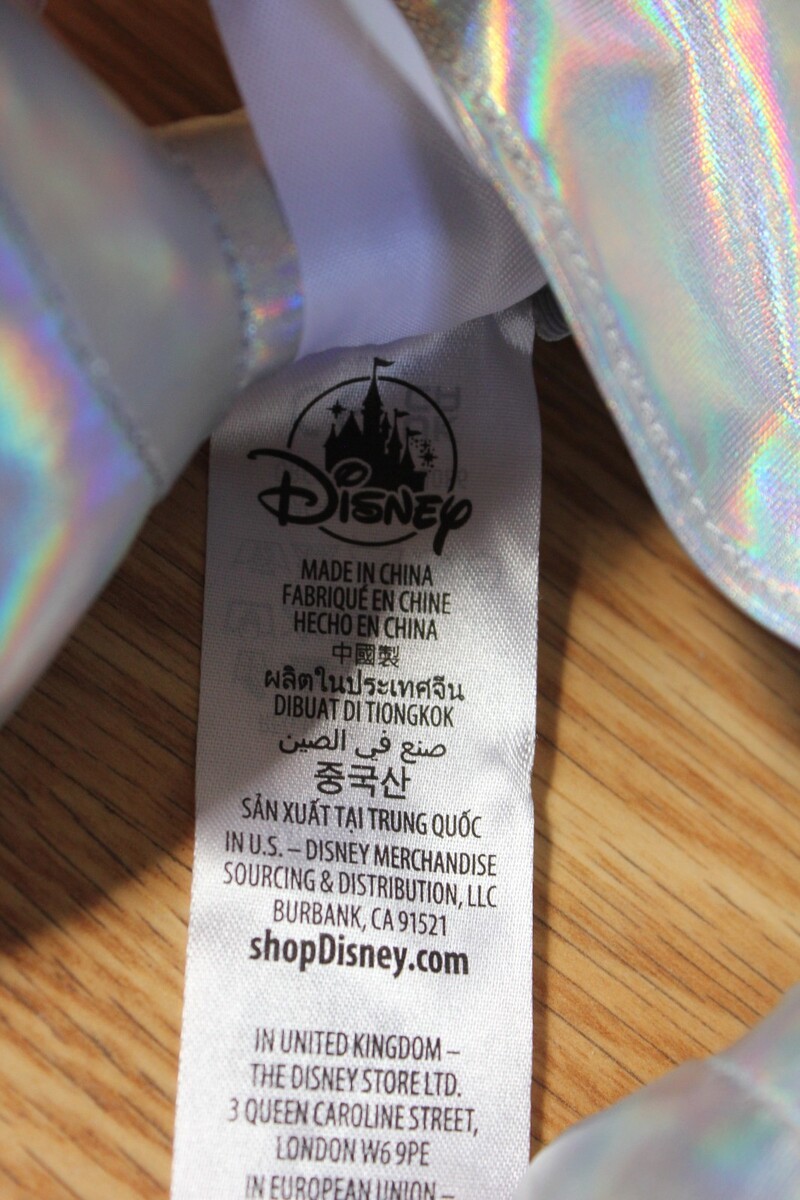 Disney
MADE IN CHINA
FABRIQUÉ EN CHINE
HECHO EN CHINA
中國製
ผลิตในประเทศจีน
DIBUAT DI TIONGKOK
صنع في الصين
중국산
SẢN XUẤT TẠI TRUNG QUỐC
IN U.S. – DISNEY MERCHANDISE
SOURCING & DISTRIBUTION, LLC
BURBANK, CA 91521
shopDisney.com
IN UNITED KINGDOM –
THE DISNEY STORE LTD.
3 QUEEN CAROLINE STREET,
LONDON W6 9PE
IN EUROPEAN UNION –